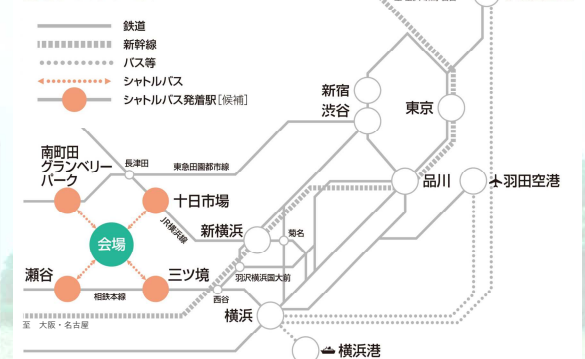 鉄道
新幹線
バス等
シャトルバス
シャトルバス発着駅[候補]
新宿
渋谷
東京
南町田
グランベリー
パーク
長津田
東急田園都市線
品川
羽田空港
十日市場
JR横浜線
新横浜
菊名
会場
羽沢横浜国大前
瀬谷
三ツ境
相鉄本線
西谷
横浜
至 大阪・名古屋
横浜港